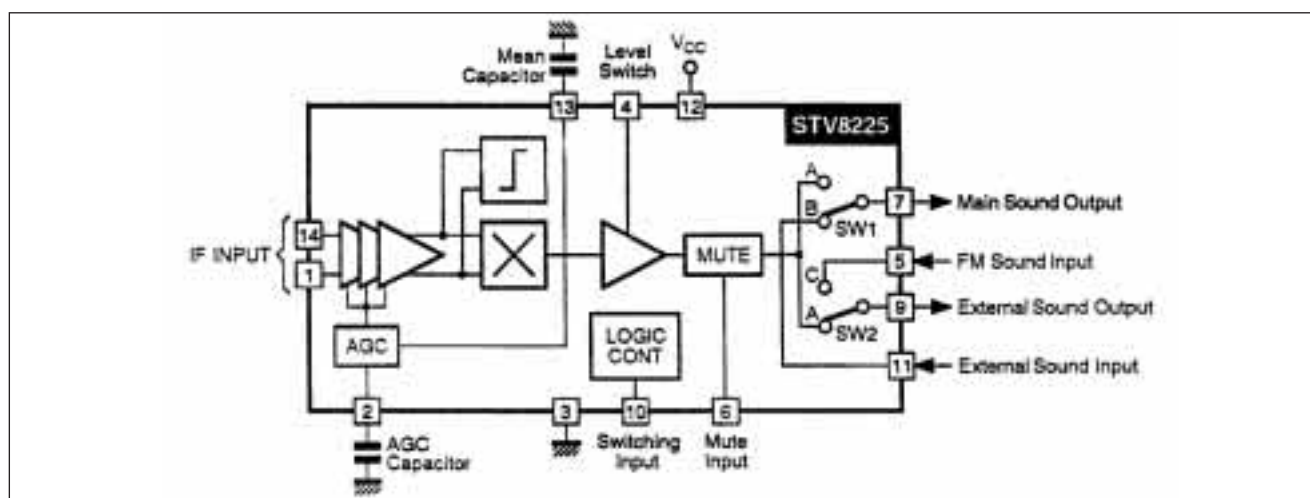 Mean
Capacitor
Level
Switch
VCC
13
4
12
STV8225
A
B
SW1
7
Main Sound Output
14
IF INPUT
1
MUTE
5
FM Sound Input
C
A
SW2
9
External Sound Output
AGC
LOGIC
CONT
11
External Sound Input
2
3
10
6
AGC
Capacitor
Switching
Input
Mute
Input